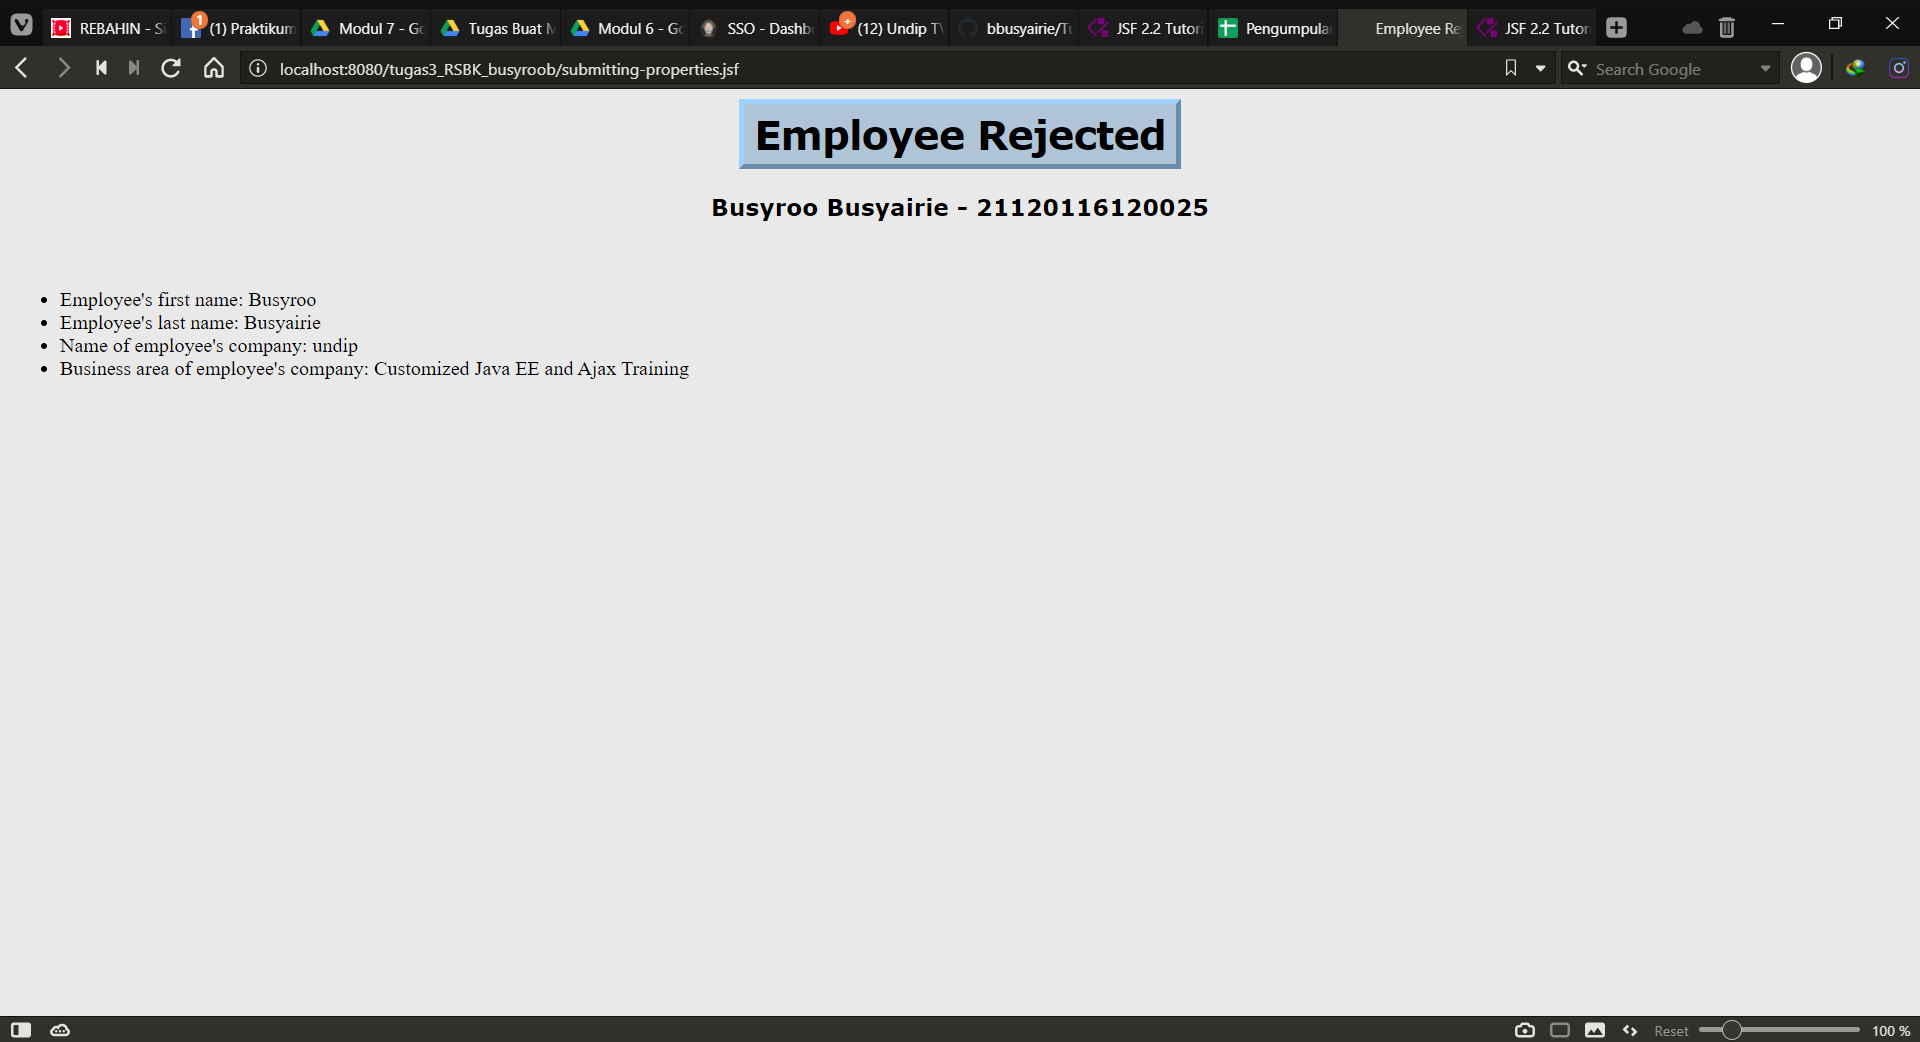 REBAHIN - Si
1
(1) Praktikum
Modul 7 - Go
Tugas Buat M
Modul 6 - Go
SSO - Dashb
(12) Undip TV
bbusyairie/Tu
JSF 2.2 Tutori
Pengumpula
Employee Re
JSF 2.2 Tutori
localhost:8080/tugas3_RSBK_busyroob/submitting-properties.jsf
Search Google
Employee Rejected
Busyroo Busyairie - 21120116120025
• Employee's first name: Busyroo
• Employee's last name: Busyairie
• Name of employee's company: undip
• Business area of employee's company: Customized Java EE and Ajax Training
Reset
100 %